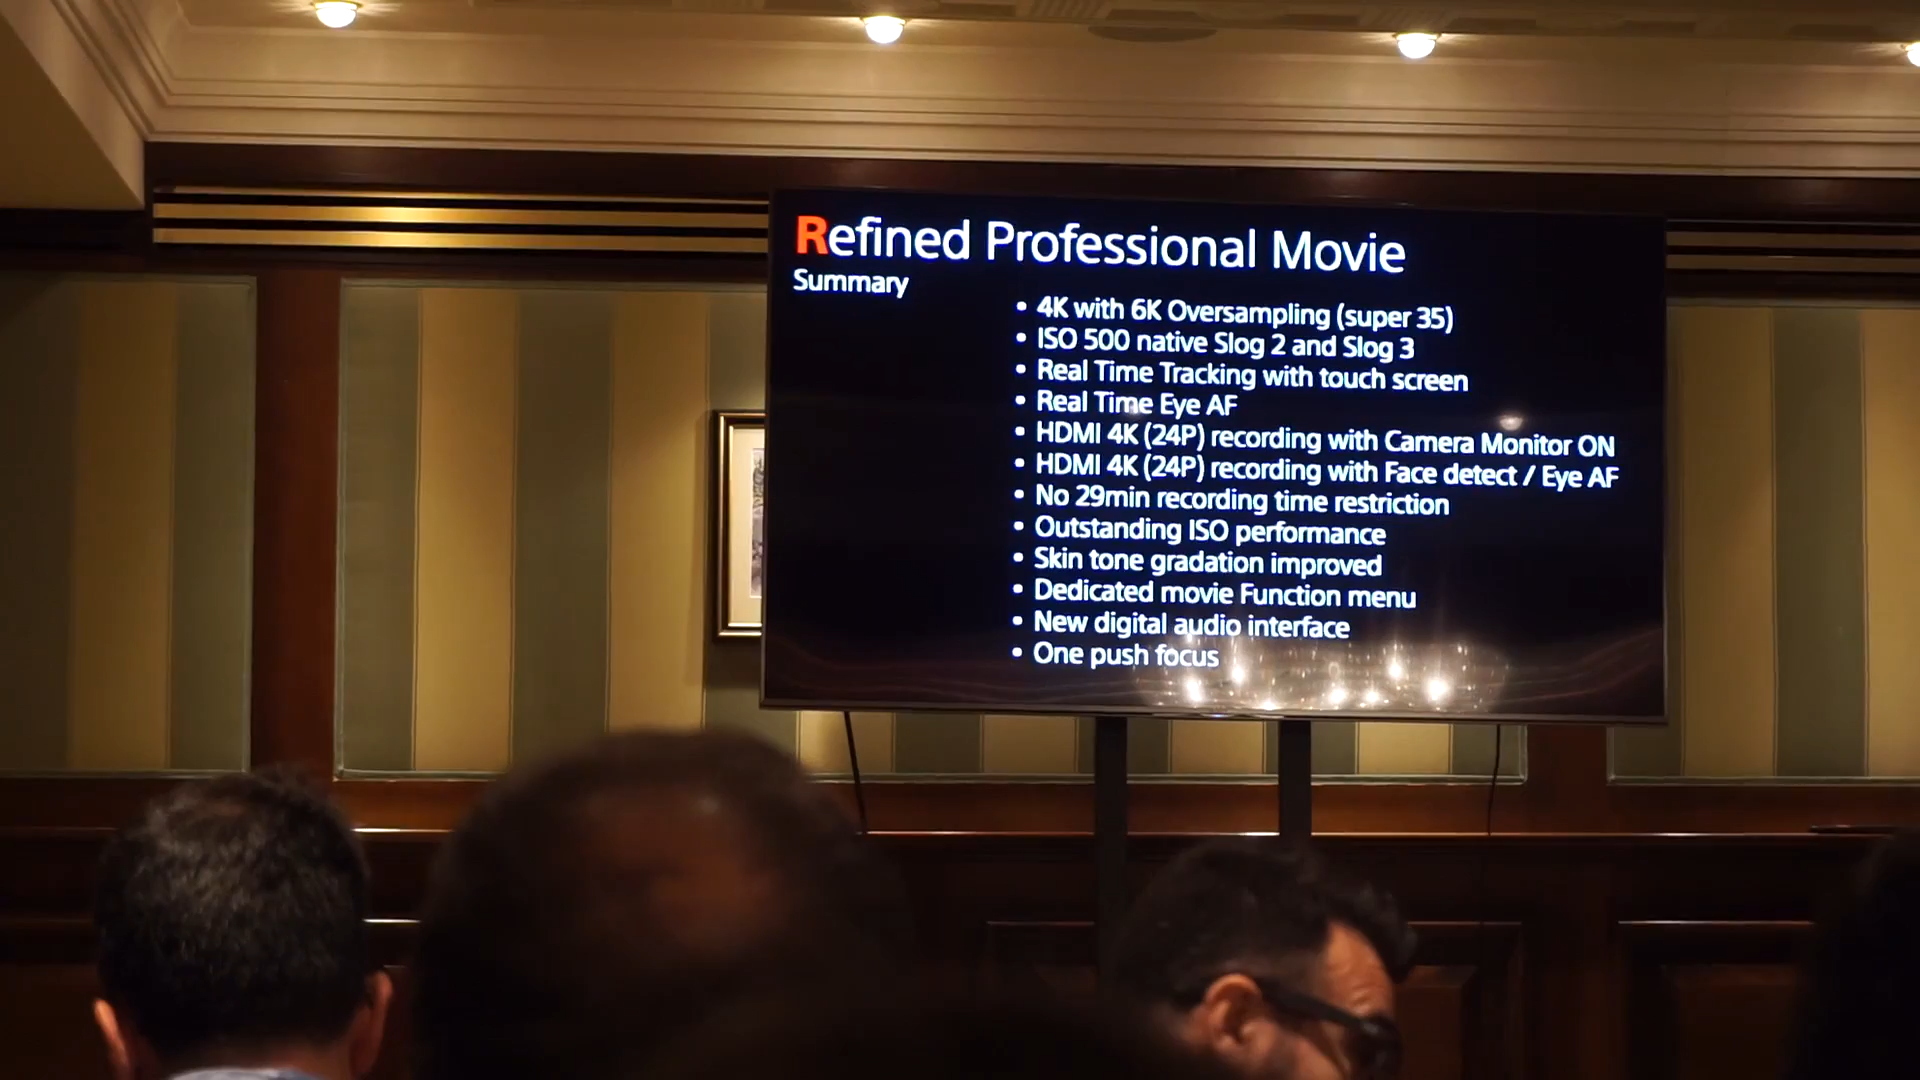 Refined Professional Movie
Summary
• 4K with 6K Oversampling (super 35)
• ISO 500 native Slog 2 and Slog 3
• Real Time Tracking with touch screen
• Real Time Eye AF
• HDMI 4K (24P) recording with Camera Monitor ON
• HDMI 4K (24P) recording with Face detect / Eye AF
• No 29min recording time restriction
• Outstanding ISO performance
• Skin tone gradation improved
• Dedicated movie Function menu
• New digital audio interface
• One push focus